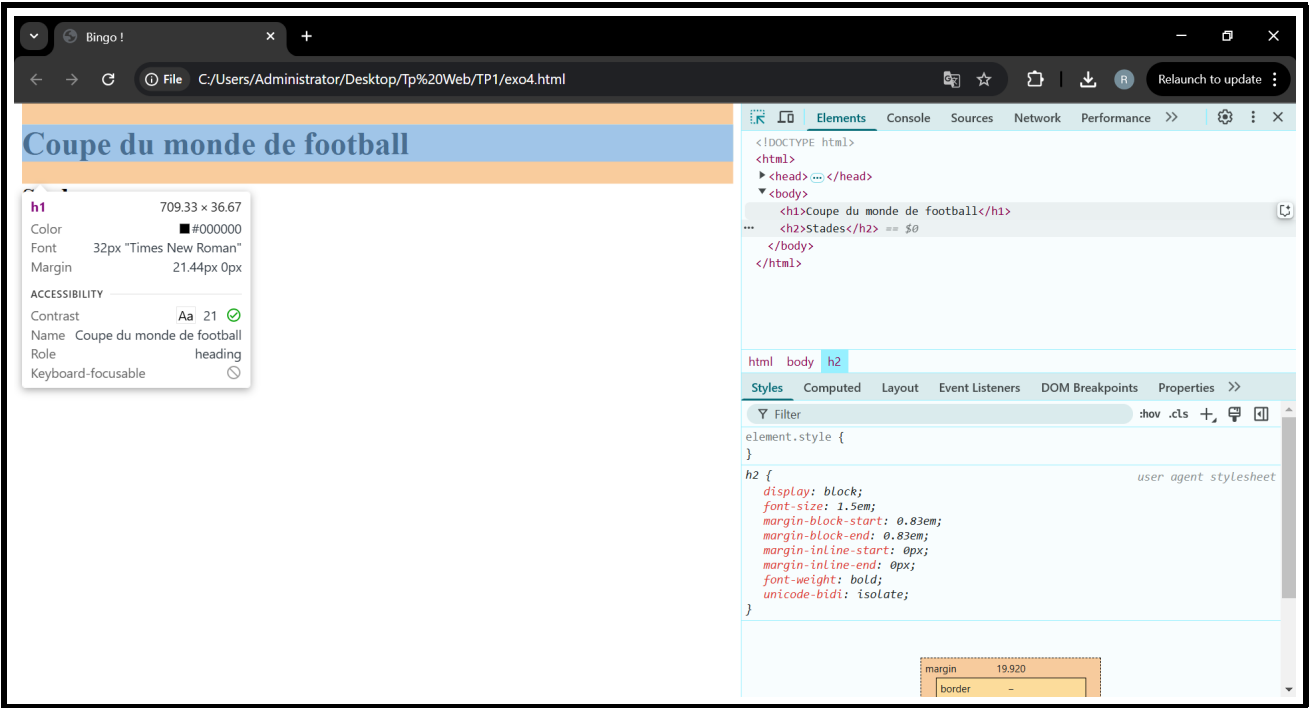 Bingo !
File C:/Users/Administrator/Desktop/Tp%20Web/TP1/exo4.html R Relaunch to update
Coupe du monde de football
h1 709.33 × 36.67
Color #000000
Font 32px "Times New Roman"
Margin 21.44px 0px
ACCESSIBILITY
Contrast Aa 21
Name Coupe du monde de football
Role heading
Keyboard-focusable
Elements Console Sources Network Performance
<!DOCTYPE html>
<html>
<head> ... </head>
<body>
<h1>Coupe du monde de football</h1>
... <h2>Stades</h2> == $0
</body>
</html>
html body h2
Styles Computed Layout Event Listeners DOM Breakpoints Properties
Filter :hov .cls
element.style {
}
h2 { user agent stylesheet
display: block;
font-size: 1.5em;
margin-block-start: 0.83em;
margin-block-end: 0.83em;
margin-inline-start: 0px;
margin-inline-end: 0px;
font-weight: bold;
unicode-bidi: isolate;
}
margin 19.920
border –